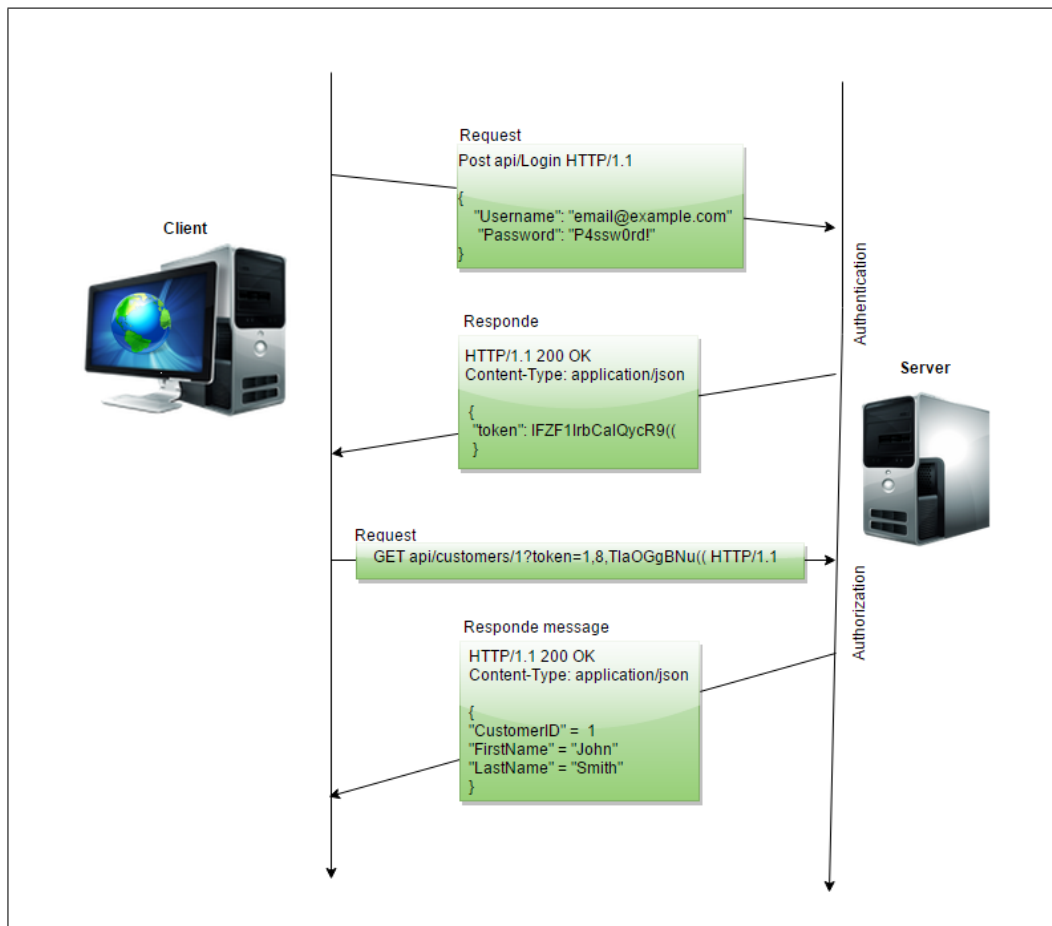 Request
Post api/Login HTTP/1.1
{
"Username": "email@example.com"
"Password": "P4ssw0rd!"
}
Client
Authentication
Responde
HTTP/1.1 200 OK
Content-Type: application/json
{
"token": IFZF1IrbCaIQycR9((
}
Server
Request
GET api/customers/1?token=1,8,TIaOGgBNu(( HTTP/1.1
Authorization
Responde message
HTTP/1.1 200 OK
Content-Type: application/json
{
"CustomerID" = 1
"FirstName" = "John"
"LastName" = "Smith"
}